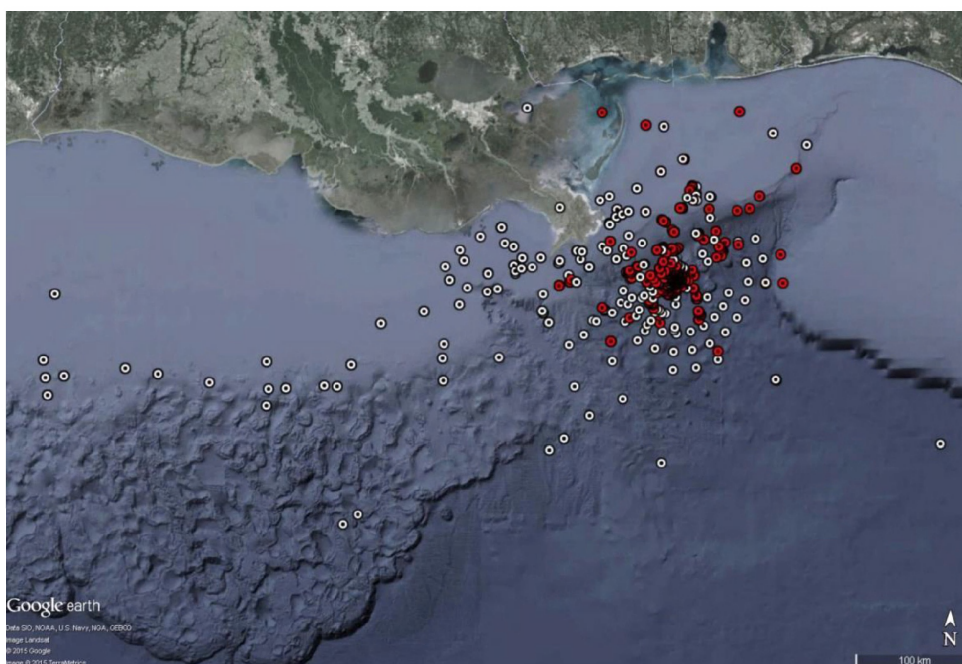 Google earth
Data SIO, NOAA, U.S. Navy, NGA, GEBCO
Image Landsat
© 2015 Google
Image © 2015 TerraMetrics
N
100 km